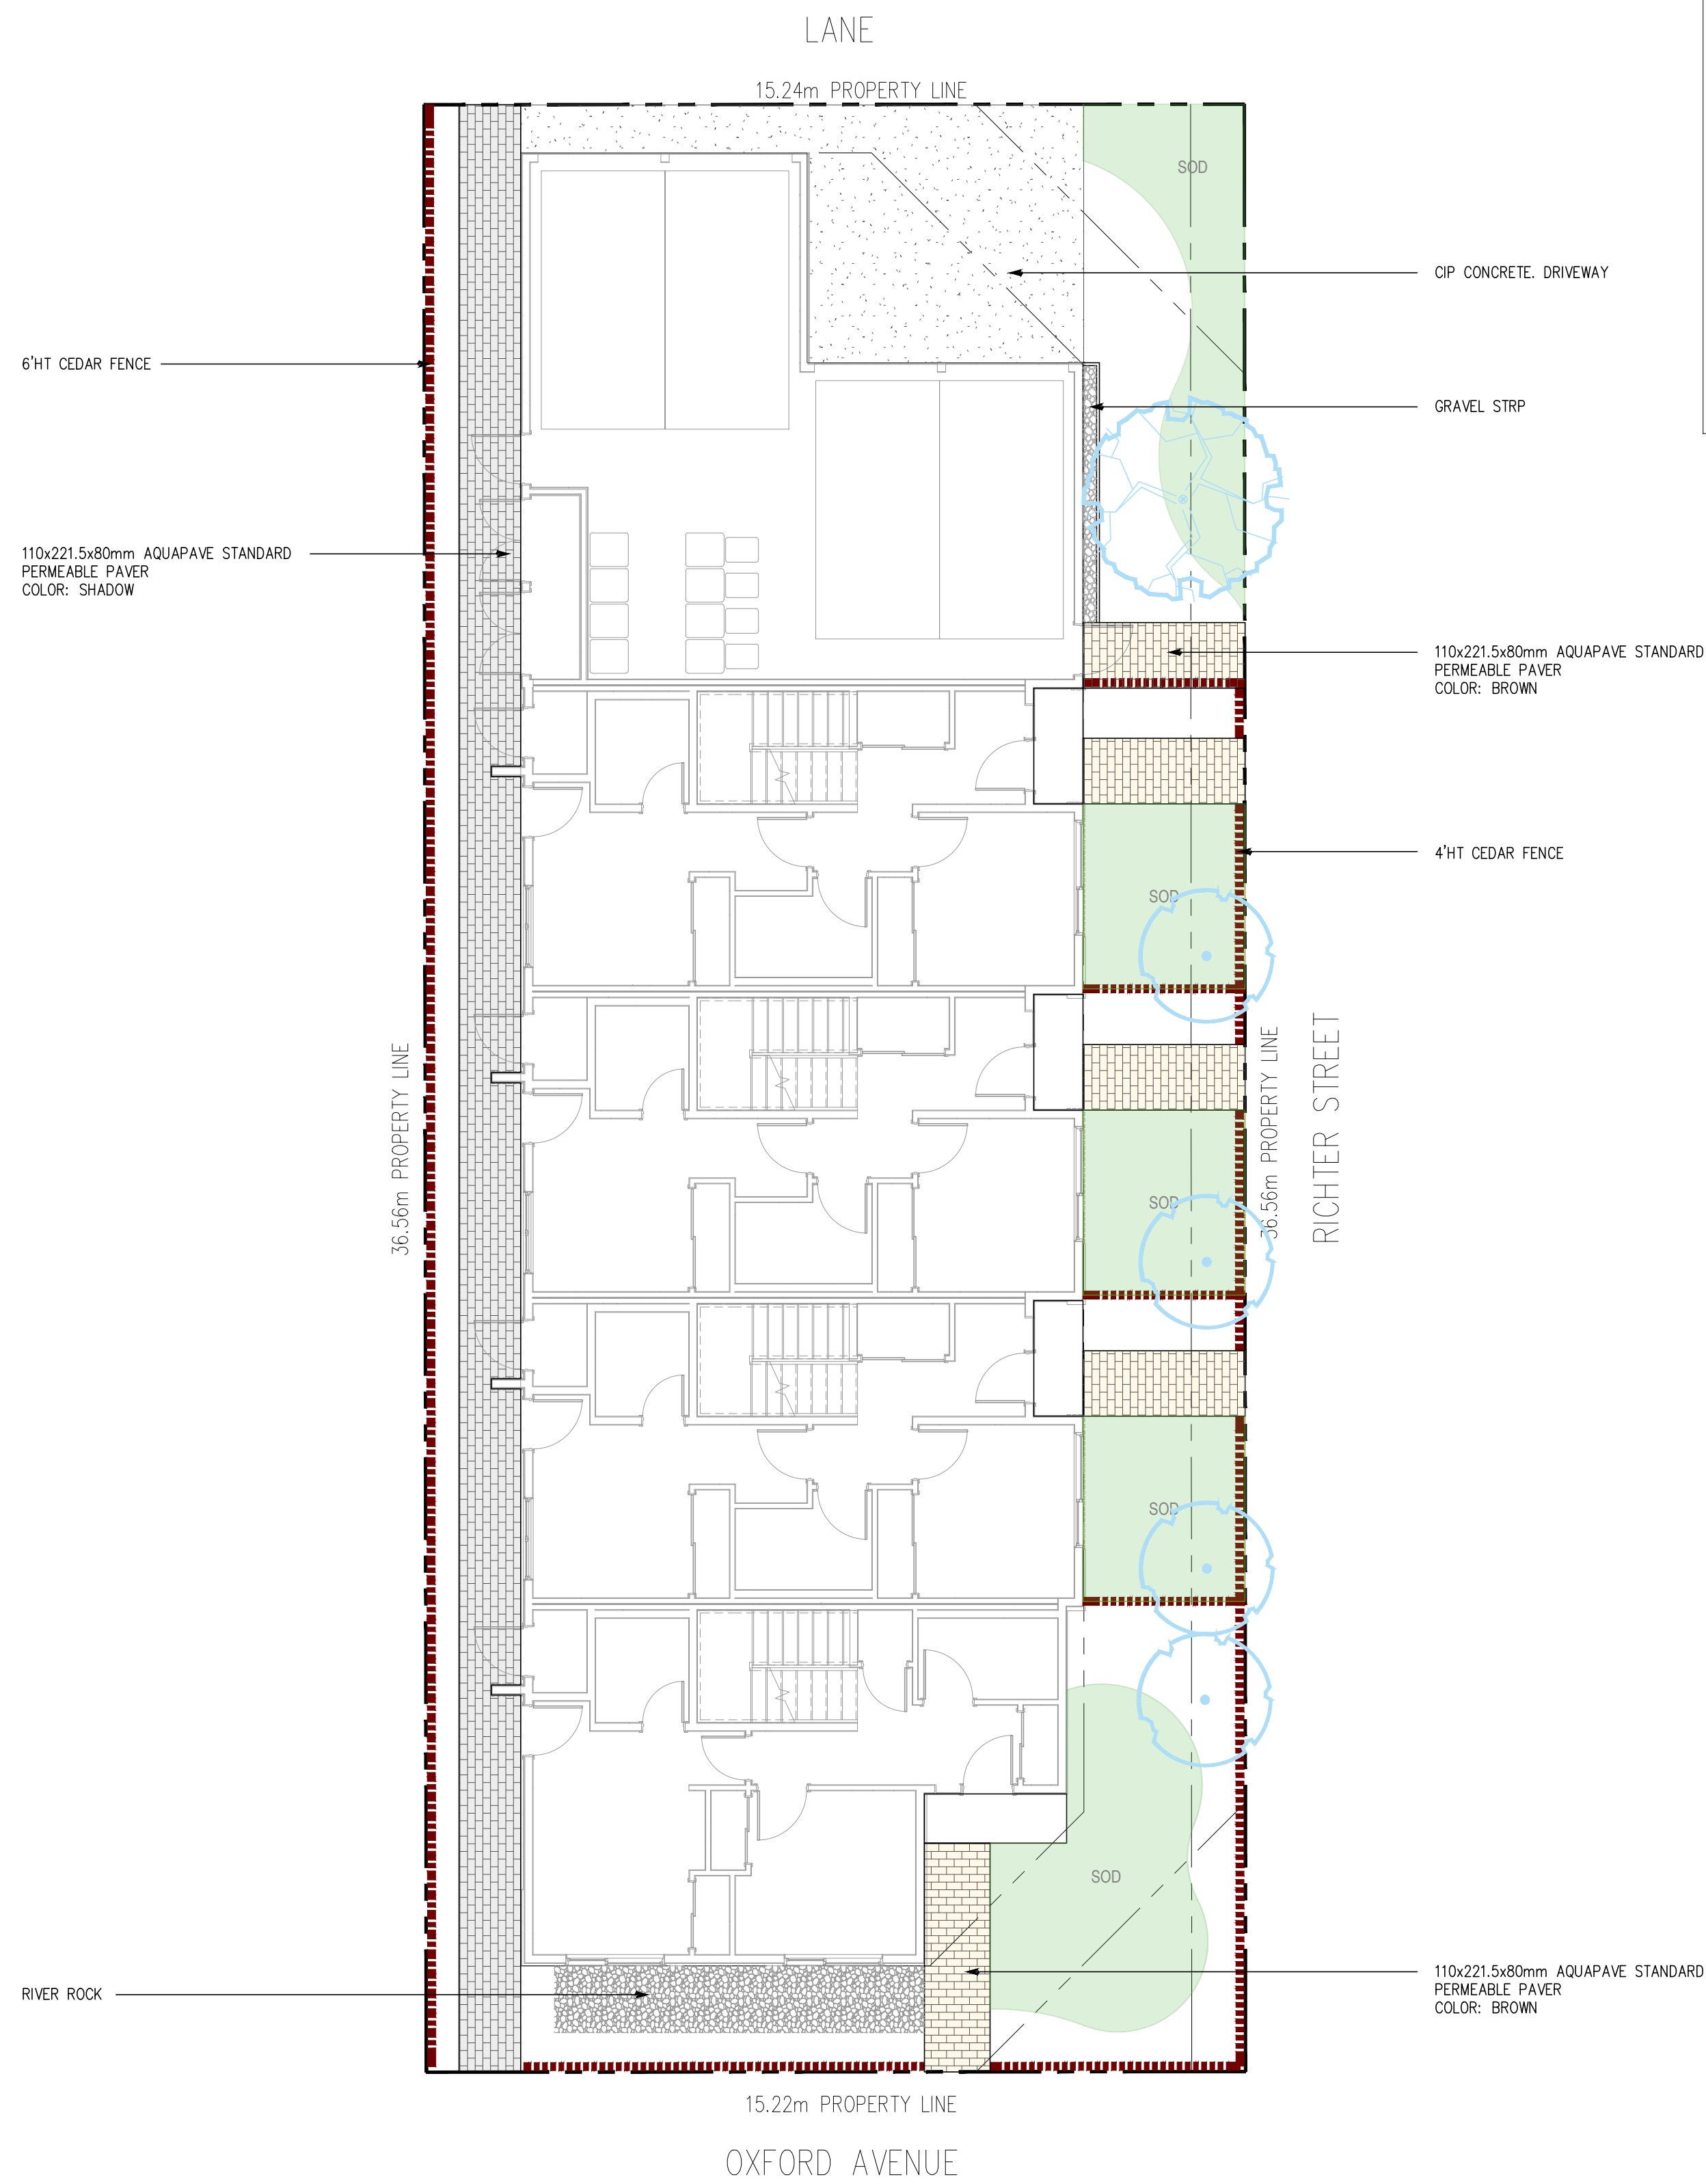 LANE
15.24m PROPERTY LINE
SOD
CIP CONCRETE. DRIVEWAY
6'HT CEDAR FENCE
GRAVEL STRP
110x221.5x80mm AQUAPAVE STANDARD
PERMEABLE PAVER
COLOR: SHADOW
110x221.5x80mm AQUAPAVE STANDARD
PERMEABLE PAVER
COLOR: BROWN
4'HT CEDAR FENCE
SOD
36.56m PROPERTY LINE
36.56m PROPERTY LINE
RICHTER STREET
SOD
SOD
SOD
RIVER ROCK
110x221.5x80mm AQUAPAVE STANDARD
PERMEABLE PAVER
COLOR: BROWN
15.22m PROPERTY LINE
OXFORD AVENUE